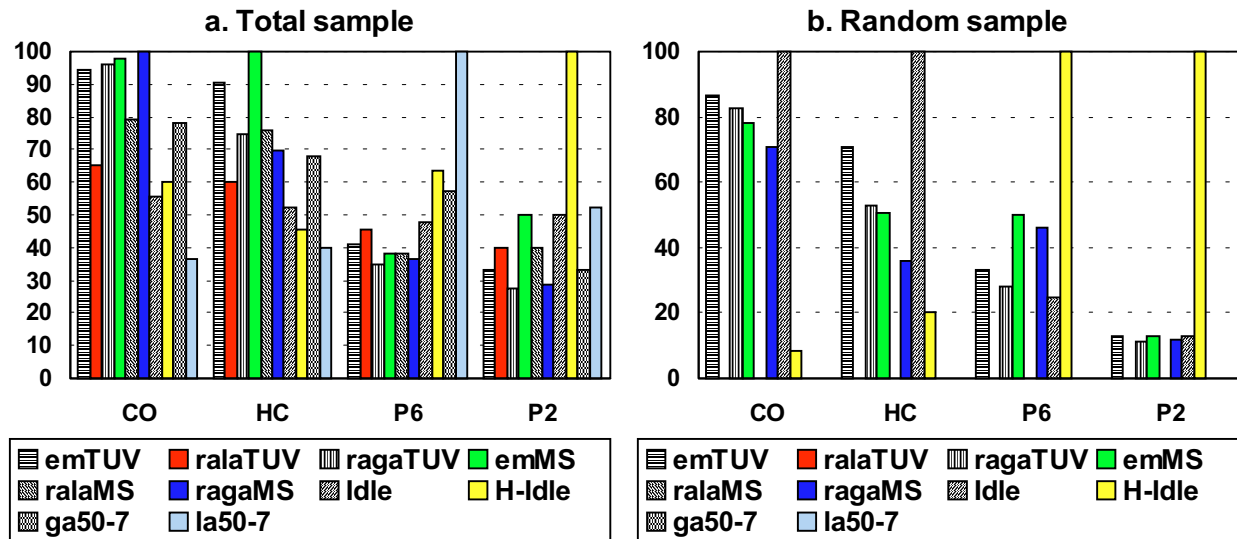 a. Total sample
100
90
80
70
60
50
40
30
20
10
0
CO HC P6 P2
emTUV ralaTUV ragaTUV emMS
ralaMS ragaMS Idle H-Idle
ga50-7 la50-7
b. Random sample
100
80
60
40
20
0
CO HC P6 P2
emTUV ralaTUV ragaTUV emMS
ralaMS ragaMS Idle H-Idle
ga50-7 la50-7